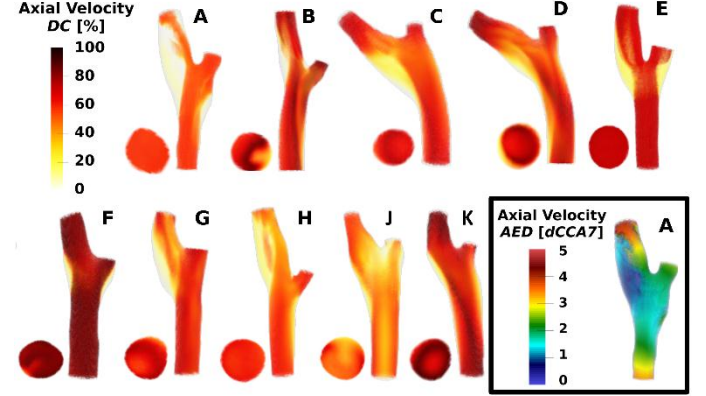 Axial Velocity
DC [%]
100
80
60
40
20
0
A
B
C
D
E
F
G
H
J
K
Axial Velocity
AED [dCCA7]
5
4
3
2
1
0
A